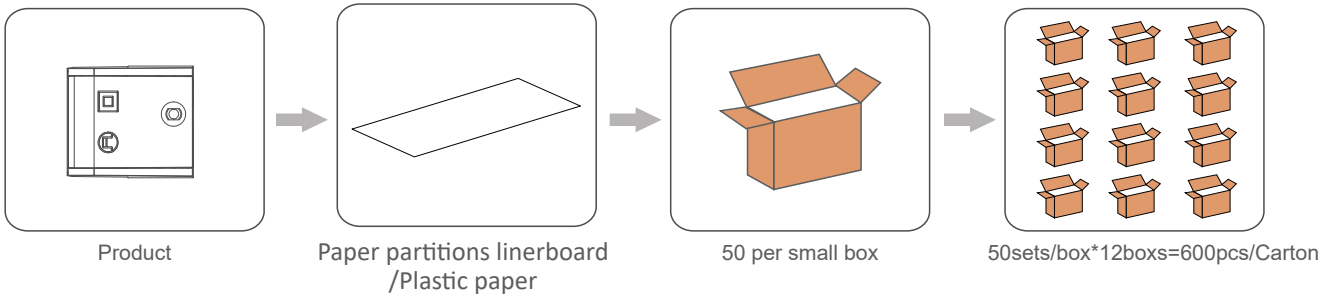 Product
Paper partitions linerboard
/Plastic paper
50 per small box
50sets/box*12boxs=600pcs/Carton